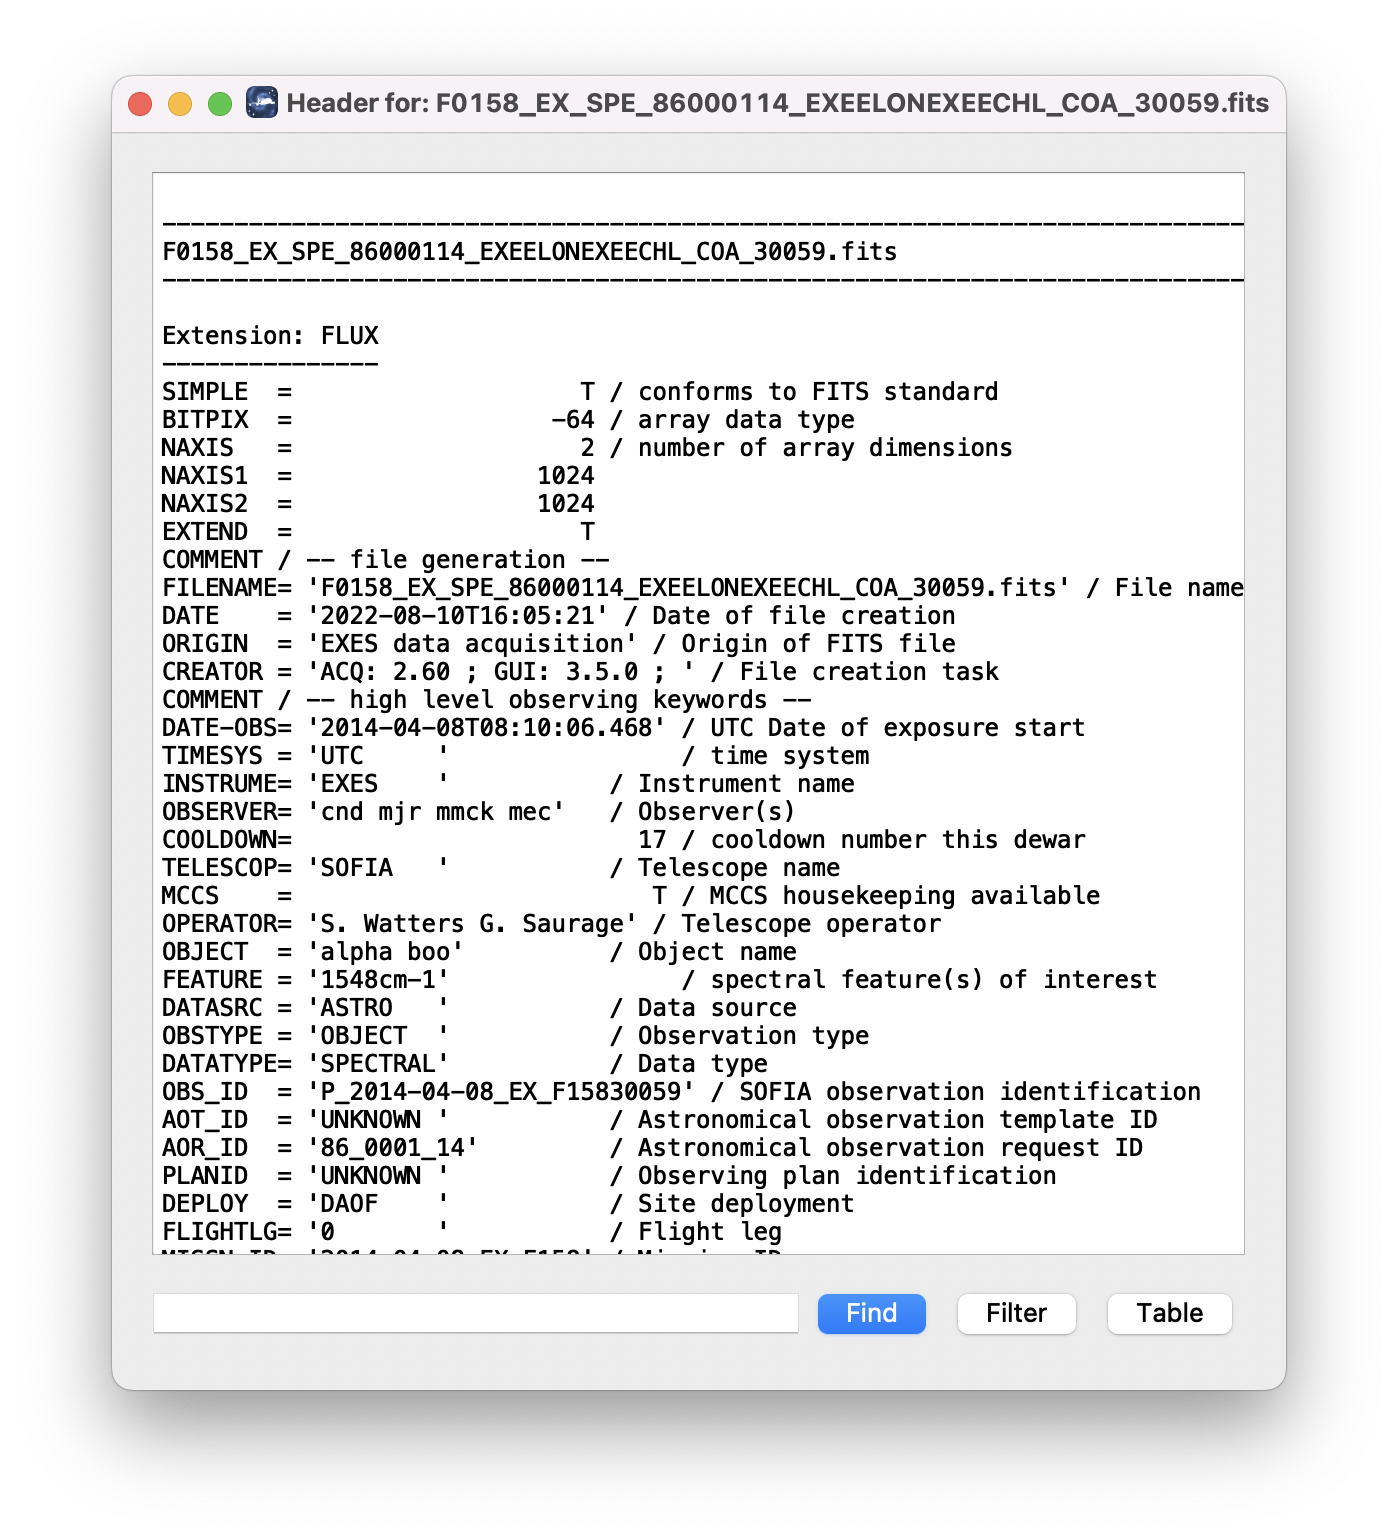 Header for: F0158_EX_SPE_86000114_EXEELONEXEECHL_COA_30059.fits
---------------------------------------------------------------------------
F0158_EX_SPE_86000114_EXEELONEXEECHL_COA_30059.fits
---------------------------------------------------------------------------
Extension: FLUX
---------------
SIMPLE  =                    T / conforms to FITS standard
BITPIX  =                  -64 / array data type
NAXIS   =                    2 / number of array dimensions
NAXIS1  =                 1024
NAXIS2  =                 1024
EXTEND  =                    T
COMMENT / -- file generation --
FILENAME= 'F0158_EX_SPE_86000114_EXEELONEXEECHL_COA_30059.fits' / File name
DATE    = '2022-08-10T16:05:21' / Date of file creation
ORIGIN  = 'EXES data acquisition' / Origin of FITS file
CREATOR = 'ACQ: 2.60 ; GUI: 3.5.0 ; ' / File creation task
COMMENT / -- high level observing keywords --
DATE-OBS= '2014-04-08T08:10:06.468' / UTC Date of exposure start
TIMESYS = 'UTC     '                / time system
INSTRUME= 'EXES    '           / Instrument name
OBSERVER= 'cnd mjr mmck mec'   / Observer(s)
COOLDOWN=                        17 / cooldown number this dewar
TELESCOP= 'SOFIA   '           / Telescope name
MCCS    =                         T / MCCS housekeeping available
OPERATOR= 'S. Watters G. Saurage' / Telescope operator
OBJECT  = 'alpha boo'          / Object name
FEATURE = '1548cm-1'                / spectral feature(s) of interest
DATASRC = 'ASTRO   '           / Data source
OBSTYPE = 'OBJECT  '           / Observation type
DATATYPE= 'SPECTRAL'           / Data type
OBS_ID  = 'P_2014-04-08_EX_F15830059' / SOFIA observation identification
AOT_ID  = 'UNKNOWN '           / Astronomical observation template ID
AOR_ID  = '86_0001_14'         / Astronomical observation request ID
PLANID  = 'UNKNOWN '           / Observing plan identification
DEPLOY  = 'DAOF    '           / Site deployment
FLIGHTLG= '0       '           / Flight leg
MISSN-ID= '2014-04-08_EX_F158' / Mission ID
Find
Filter
Table